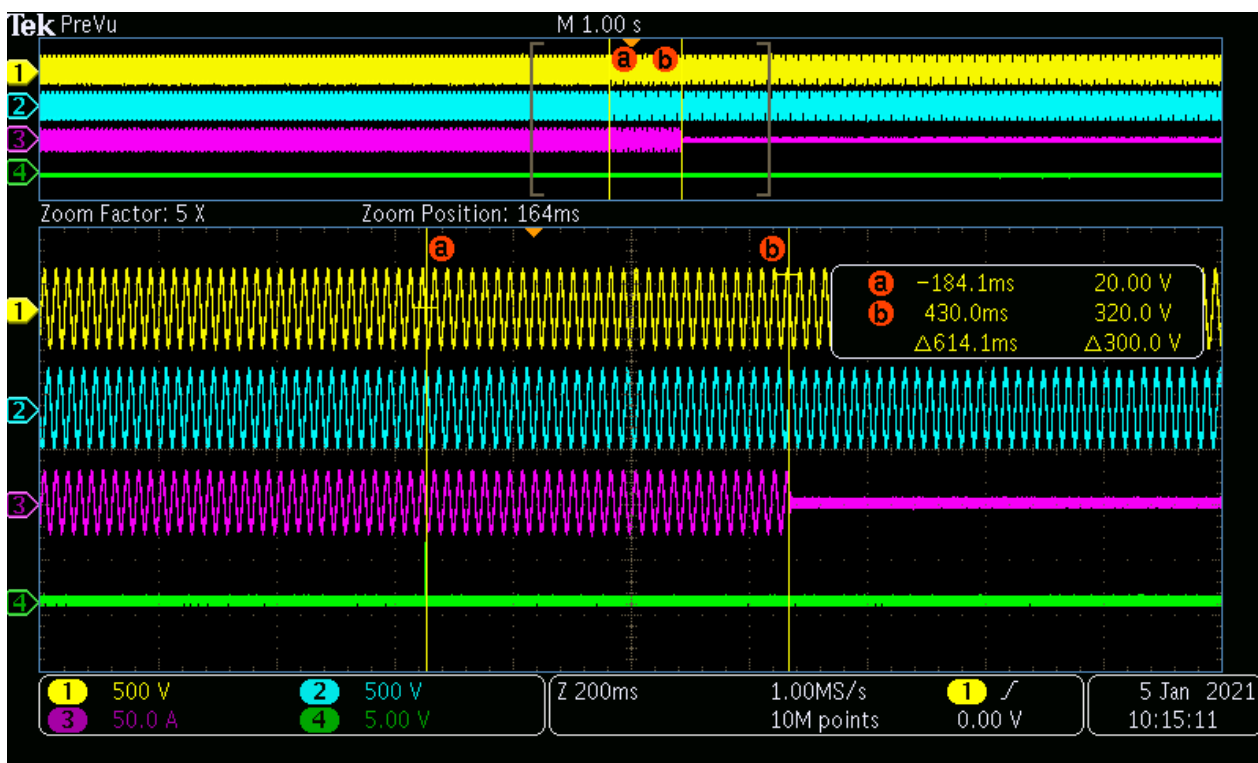 Tek PreVu M 1.00 s
a b
1
2
3
4
Zoom Factor: 5 X Zoom Position: 164ms
a b
1
a -184.1ms 20.00 V
b 430.0ms 320.0 V
Δ614.1ms Δ300.0 V
2
3
4
1 500 V 2 500 V Z 200ms 1.00MS/s 1 5 Jan 2021
3 50.0 A 4 5.00 V 10M points 0.00 V 10:15:11